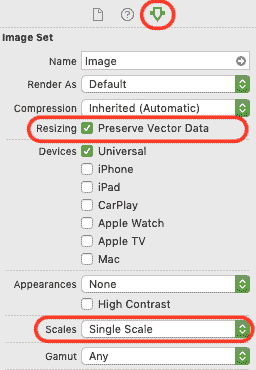 Image Set
Name Image
Render As Default
Compression Inherited (Automatic)
Resizing Preserve Vector Data
Devices Universal
iPhone
iPad
CarPlay
Apple Watch
Apple TV
Mac
Appearances None
High Contrast
Scales Single Scale
Gamut Any